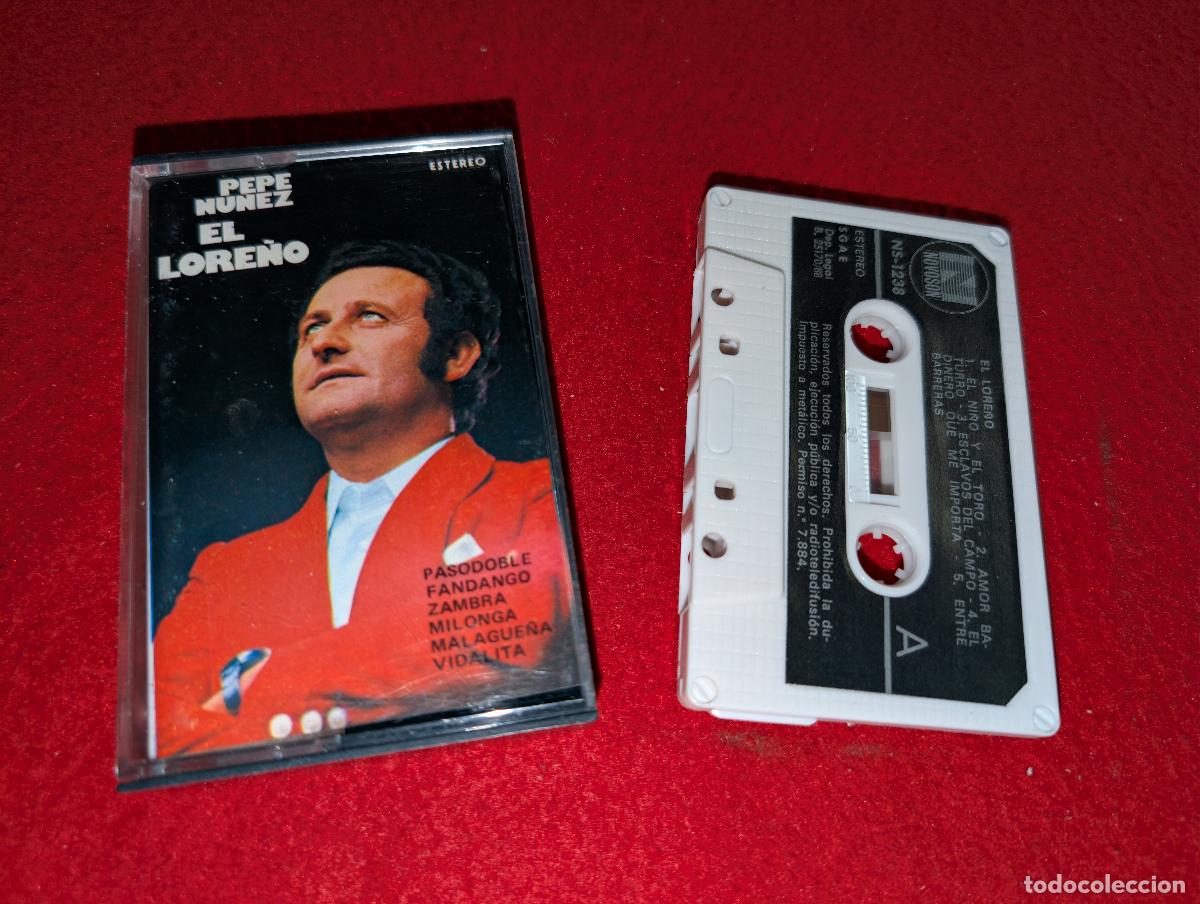 ESTEREO
PEPE
NUÑEZ
EL
LOREÑO
PASODOBLE
FANDANGO
ZAMBRA
MILONGA
MALAGUEÑA
VIDALITA
NOVOSON
NS-1238
ESTEREO
SGAE
Dep. Legal
B. 25170/88
EL LOREÑO
1. EL NIÑO Y EL TORO - 2. AMOR BA-
TURRO - 3. ESCLAVOS DEL CAMPO - 4. EL
DINERO QUE ME IMPORTA - 5. ENTRE
BARRERAS
A
Reservados todos los derechos. Prohibida la du-
plicación, ejecución pública y/o radioteledifusión.
Impuesto a metálico. Permiso n.º 7.884.
todocoleccion